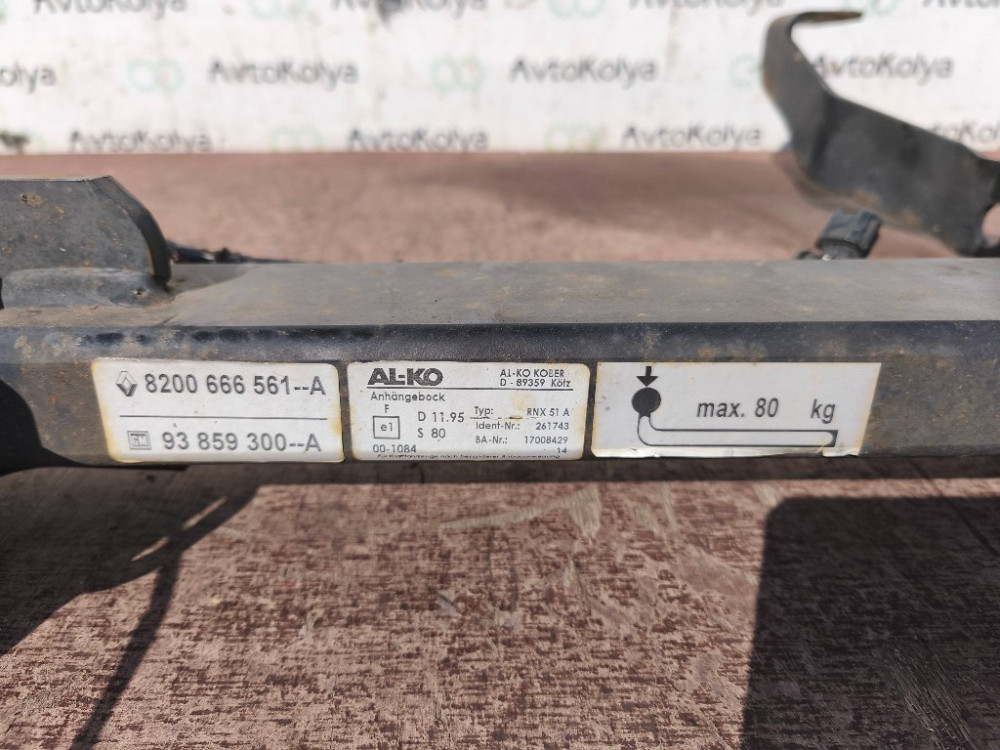 AvtoKolya AvtoKolya AvtoKolya
AvtoKolya AvtoKolya AvtoKolya
8200 666 561--A
GM 93 859 300--A
AL-KO
AL-KO KOBER
D - 89359 Kötz
Anhängebock
F
e1
00-1084
D 11.95
S 80
Typ: RNX 51 A
Ident-Nr.: 261743
BA-Nr.: 17008429
14
max. 80 kg